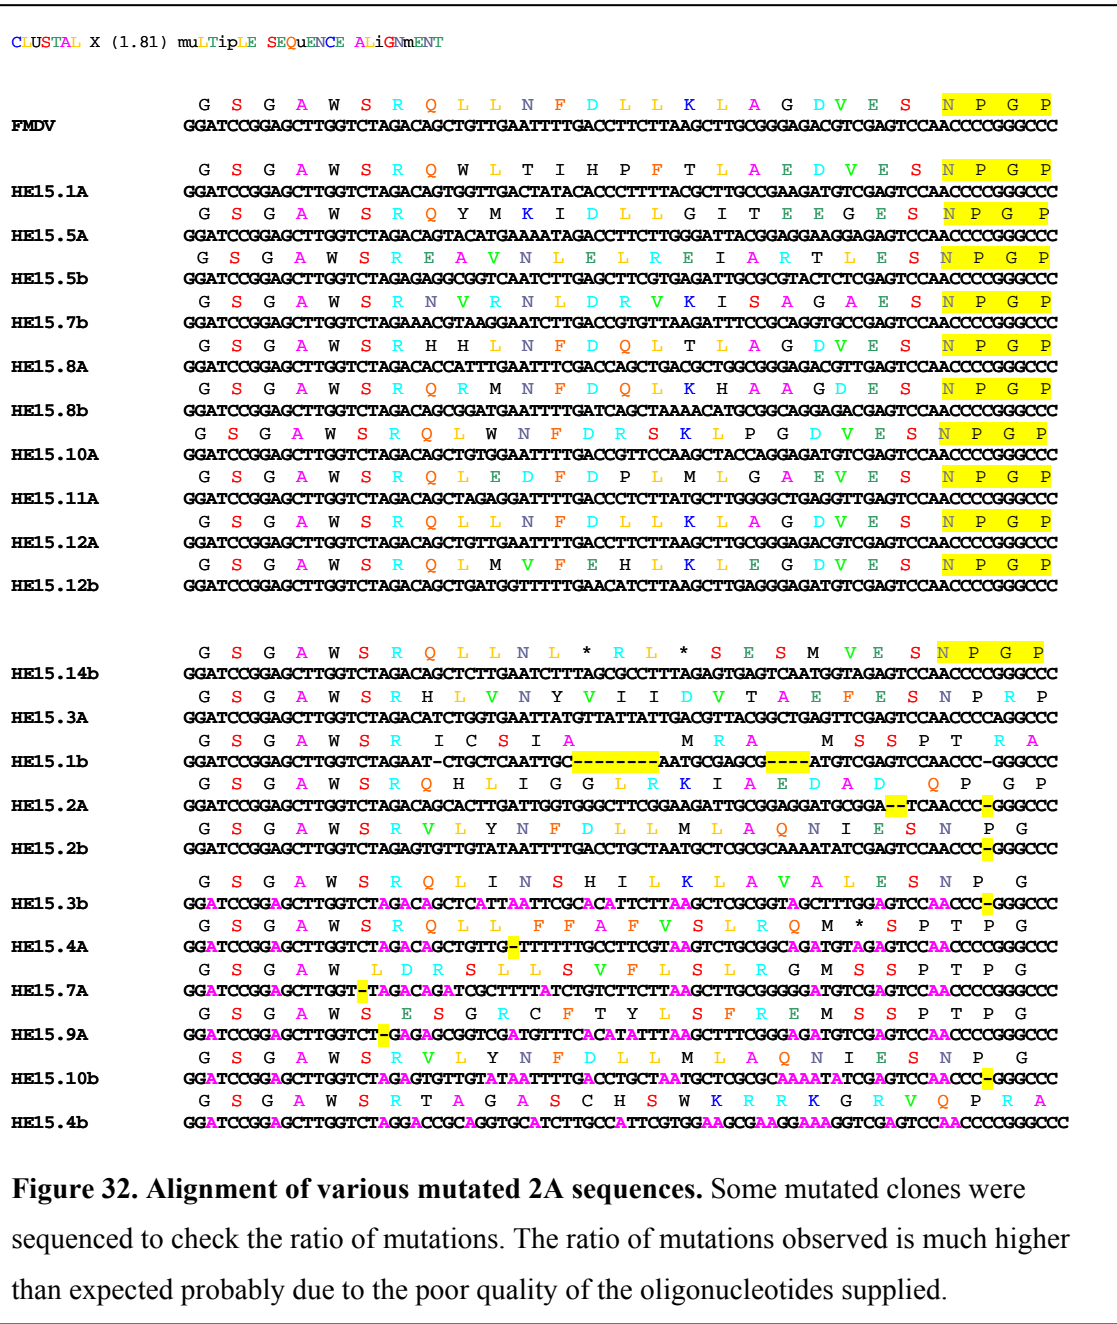 CLUSTAL X (1.81) muLTipLE SEQuENCE ALiGNmENT
G S G A W S R Q L L N F D L L K L A G D V E S N P G P
FMDV GGATCCGGAGCTTGGTCTAGACAGCTGTTGAATTTTGACCTTCTTAAGCTTGCGGGAGACGTCGAGTCCAACCCCGGGCCC
G S G A W S R Q W L T I H P F T L A E D V E S N P G P
HE15.1A GGATCCGGAGCTTGGTCTAGACAGTGGTTGACTATACACCCTTTTACGCTTGCCGAAGATGTCGAGTCCAACCCCGGGCCC
G S G A W S R Q Y M K I D L L G I T E E G E S N P G P
HE15.5A GGATCCGGAGCTTGGTCTAGACAGTACATGAAAATAGACCTTCTTGGGATTACGGAGGAAGGAGAGTCCAACCCCGGGCCC
G S G A W S R E A V N L E L R E I A R T L E S N P G P
HE15.5b GGATCCGGAGCTTGGTCTAGAGAGGCGGTCAATCTTGAGCTTCGTGAGATTGCGCGTACTCTCGAGTCCAACCCCGGGCCC
G S G A W S R N V R N L D R V K I S A G A E S N P G P
HE15.7b GGATCCGGAGCTTGGTCTAGAAACGTAAGGAATCTTGACCGTGTTAAGATTTCCGCAGGTGCCGAGTCCAACCCCGGGCCC
G S G A W S R H H L N F D Q L T L A G D V E S N P G P
HE15.8A GGATCCGGAGCTTGGTCTAGACACCATTTGAATTTCGACCAGCTGACGCTGGCGGGAGACGTTGAGTCCAACCCCGGGCCC
G S G A W S R Q R M N F D Q L K H A A G D E S N P G P
HE15.8b GGATCCGGAGCTTGGTCTAGACAGCGGATGAATTTTGATCAGCTAAAACATGCGGCAGGAGACGAGTCCAACCCCGGGCCC
G S G A W S R Q L W N F D R S K L P G D V E S N P G P
HE15.10A GGATCCGGAGCTTGGTCTAGACAGCTGTGGAATTTTGACCGTTCCAAGCTACCAGGAGATGTCGAGTCCAACCCCGGGCCC
G S G A W S R Q L E D F D P L M L G A E V E S N P G P
HE15.11A GGATCCGGAGCTTGGTCTAGACAGCTAGAGGATTTTGACCCTCTTATGCTTGGGGCTGAGGTTGAGTCCAACCCCGGGCCC
G S G A W S R Q L L N F D L L K L A G D V E S N P G P
HE15.12A GGATCCGGAGCTTGGTCTAGACAGCTGTTGAATTTTGACCTTCTTAAGCTTGCGGGAGACGTCGAGTCCAACCCCGGGCCC
G S G A W S R Q L M V F E H L K L E G D V E S N P G P
HE15.12b GGATCCGGAGCTTGGTCTAGACAGCTGATGGTTTTTGAACATCTTAAGCTTGAGGGAGATGTCGAGTCCAACCCCGGGCCC
G S G A W S R Q L L N L * R L * S E S M V E S N P G P
HE15.14b GGATCCGGAGCTTGGTCTAGACAGCTCTTGAATCTTTAGCGCCTTTAGAGTGAGTCAATGGTAGAGTCCAACCCCGGGCCC
G S G A W S R H L V N Y V I I D V T A E F E S N P R P
HE15.3A GGATCCGGAGCTTGGTCTAGACATCTGGTGAATTATGTTATTATTGACGTTACGGCTGAGTTCGAGTCCAACCCCAGGCCC
G S G A W S R I C S I A M R A M S S P T R A
HE15.1b GGATCCGGAGCTTGGTCTAGAAT-CTGCTCAATTGC--------AATGCGAGCG----ATGTCGAGTCCAACCC-GGGCCC
G S G A W S R Q H L I G G L R K I A E D A D Q P G P
HE15.2A GGATCCGGAGCTTGGTCTAGACAGCACTTGATTGGTGGGCTTCGGAAGATTGCGGAGGATGCGGA--TCAACCC-GGGCCC
G S G A W S R V L Y N F D L L M L A Q N I E S N P G
HE15.2b GGATCCGGAGCTTGGTCTAGAGTGTTGTATAATTTTGACCTGCTAATGCTCGCGCAAAATATCGAGTCCAACCC-GGGCCC
G S G A W S R Q L I N S H I L K L A V A L E S N P G
HE15.3b GGATCCGGAGCTTGGTCTAGACAGCTCATTAATTCGCACATTCTTAAGCTCGCGGTAGCTTTGGAGTCCAACCC-GGGCCC
G S G A W S R Q L L F F A F V S L R Q M * S P T P G
HE15.4A GGATCCGGAGCTTGGTCTAGACAGCTGTTG-TTTTTTGCCTTCGTAAGTCTGCGGCAGATGTAGAGTCCAACCCCGGGCCC
G S G A W L D R S L L S V F L S L R G M S S P T P G
HE15.7A GGATCCGGAGCTTGGT-TAGACAGATCGCTTTTATCTGTCTTCTTAAGCTTGCGGGGGATGTCGAGTCCAACCCCGGGCCC
G S G A W S E S G R C F T Y L S F R E M S S P T P G
HE15.9A GGATCCGGAGCTTGGTCT-GAGAGCGGTCGATGTTTCACATATTTAAGCTTTCGGGAGATGTCGAGTCCAACCCCGGGCCC
G S G A W S R V L Y N F D L L M L A Q N I E S N P G
HE15.10b GGATCCGGAGCTTGGTCTAGAGTGTTGTATAATTTTGACCTGCTAATGCTCGCGCAAAATATCGAGTCCAACCC-GGGCCC
G S G A W S R T A G A S C H S W K R R K G R V Q P R A
HE15.4b GGATCCGGAGCTTGGTCTAGGACCGCAGGTGCATCTTGCCATTCGTGGAAGCGAAGGAAAGGTCGAGTCCAACCCCGGGCCC
Figure 32. Alignment of various mutated 2A sequences. Some mutated clones were
sequenced to check the ratio of mutations. The ratio of mutations observed is much higher
than expected probably due to the poor quality of the oligonucleotides supplied.